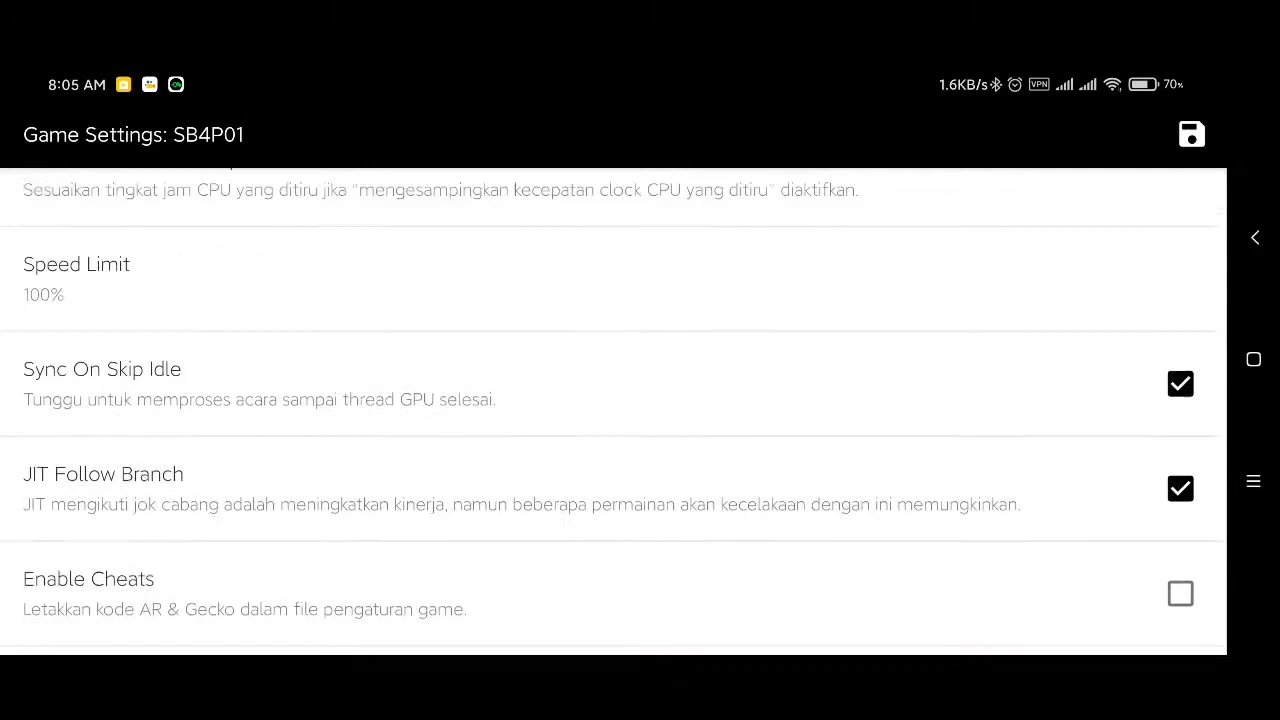 8:05 AM
1.6KB/s VPN 70%
Game Settings: SB4P01
Sesuaikan tingkat jam CPU yang ditiru jika "mengesampingkan kecepatan clock CPU yang ditiru" diaktifkan.
Speed Limit
100%
Sync On Skip Idle
Tunggu untuk memproses acara sampai thread GPU selesai.
JIT Follow Branch
JIT mengikuti jok cabang adalah meningkatkan kinerja, namun beberapa permainan akan kecelakaan dengan ini memungkinkan.
Enable Cheats
Letakkan kode AR & Gecko dalam file pengaturan game.